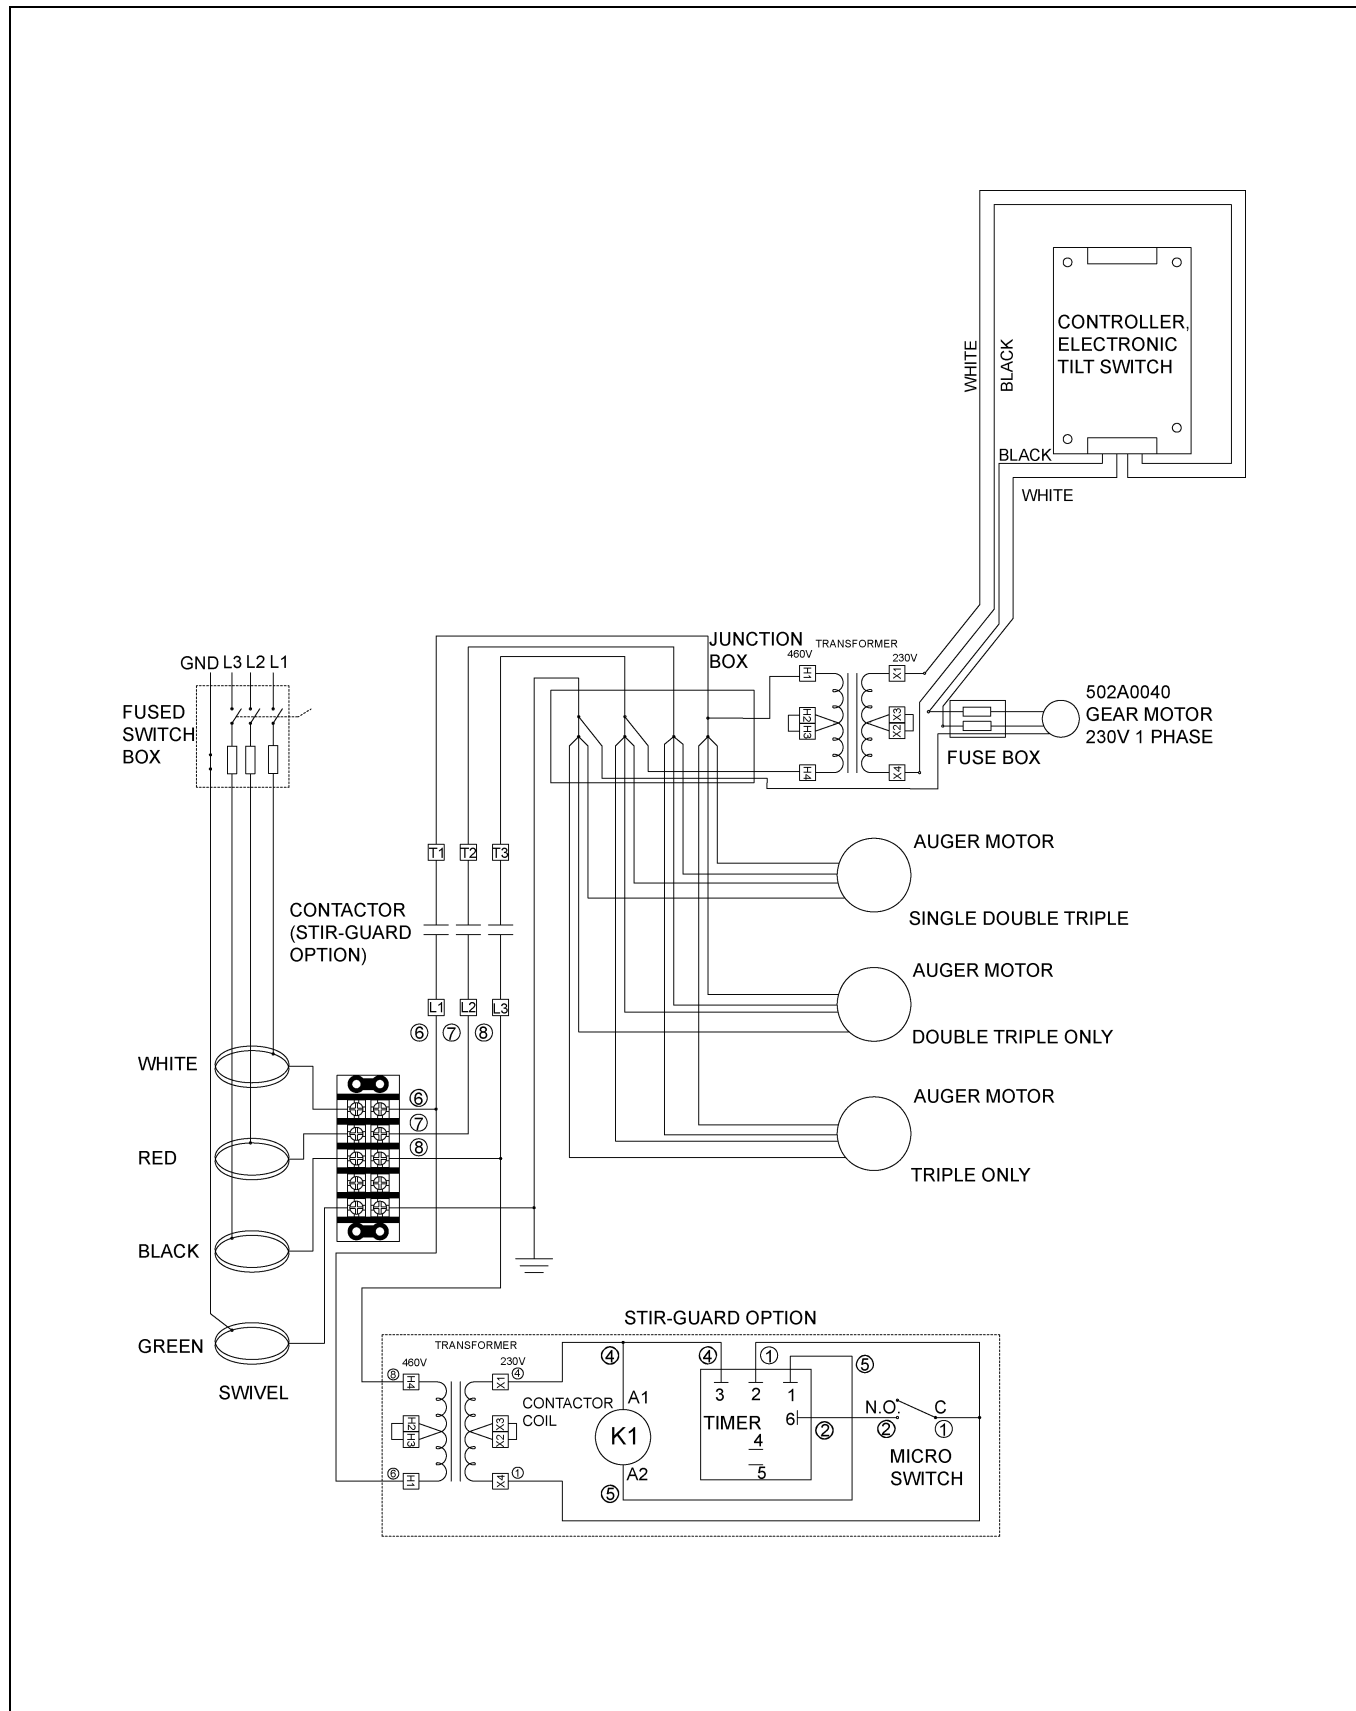 WHITE
BLACK
CONTROLLER,
ELECTRONIC
TILT SWITCH
BLACK
WHITE
JUNCTION
BOX
TRANSFORMER
460V
230V
H1
H2
H3
H4
X1
X3
X2
X4
502A0040
GEAR MOTOR
230V 1 PHASE
FUSE BOX
GND L3 L2 L1
FUSED
SWITCH
BOX
AUGER MOTOR
SINGLE DOUBLE TRIPLE
T1 T2 T3
CONTACTOR
(STIR-GUARD
OPTION)
L1 L2 L3
6 7 8
AUGER MOTOR
DOUBLE TRIPLE ONLY
WHITE
6
7
8
RED
AUGER MOTOR
TRIPLE ONLY
BLACK
GREEN
SWIVEL
STIR-GUARD OPTION
TRANSFORMER
460V
230V
8
H4
H2
H3
6
H1
X1
4
X3
X2
X4
1
CONTACTOR
COIL
4
A1
K1
A2
5
4
1
5
3 2 1
TIMER
6
4
5
2
N.O.
C
2
1
MICRO
SWITCH